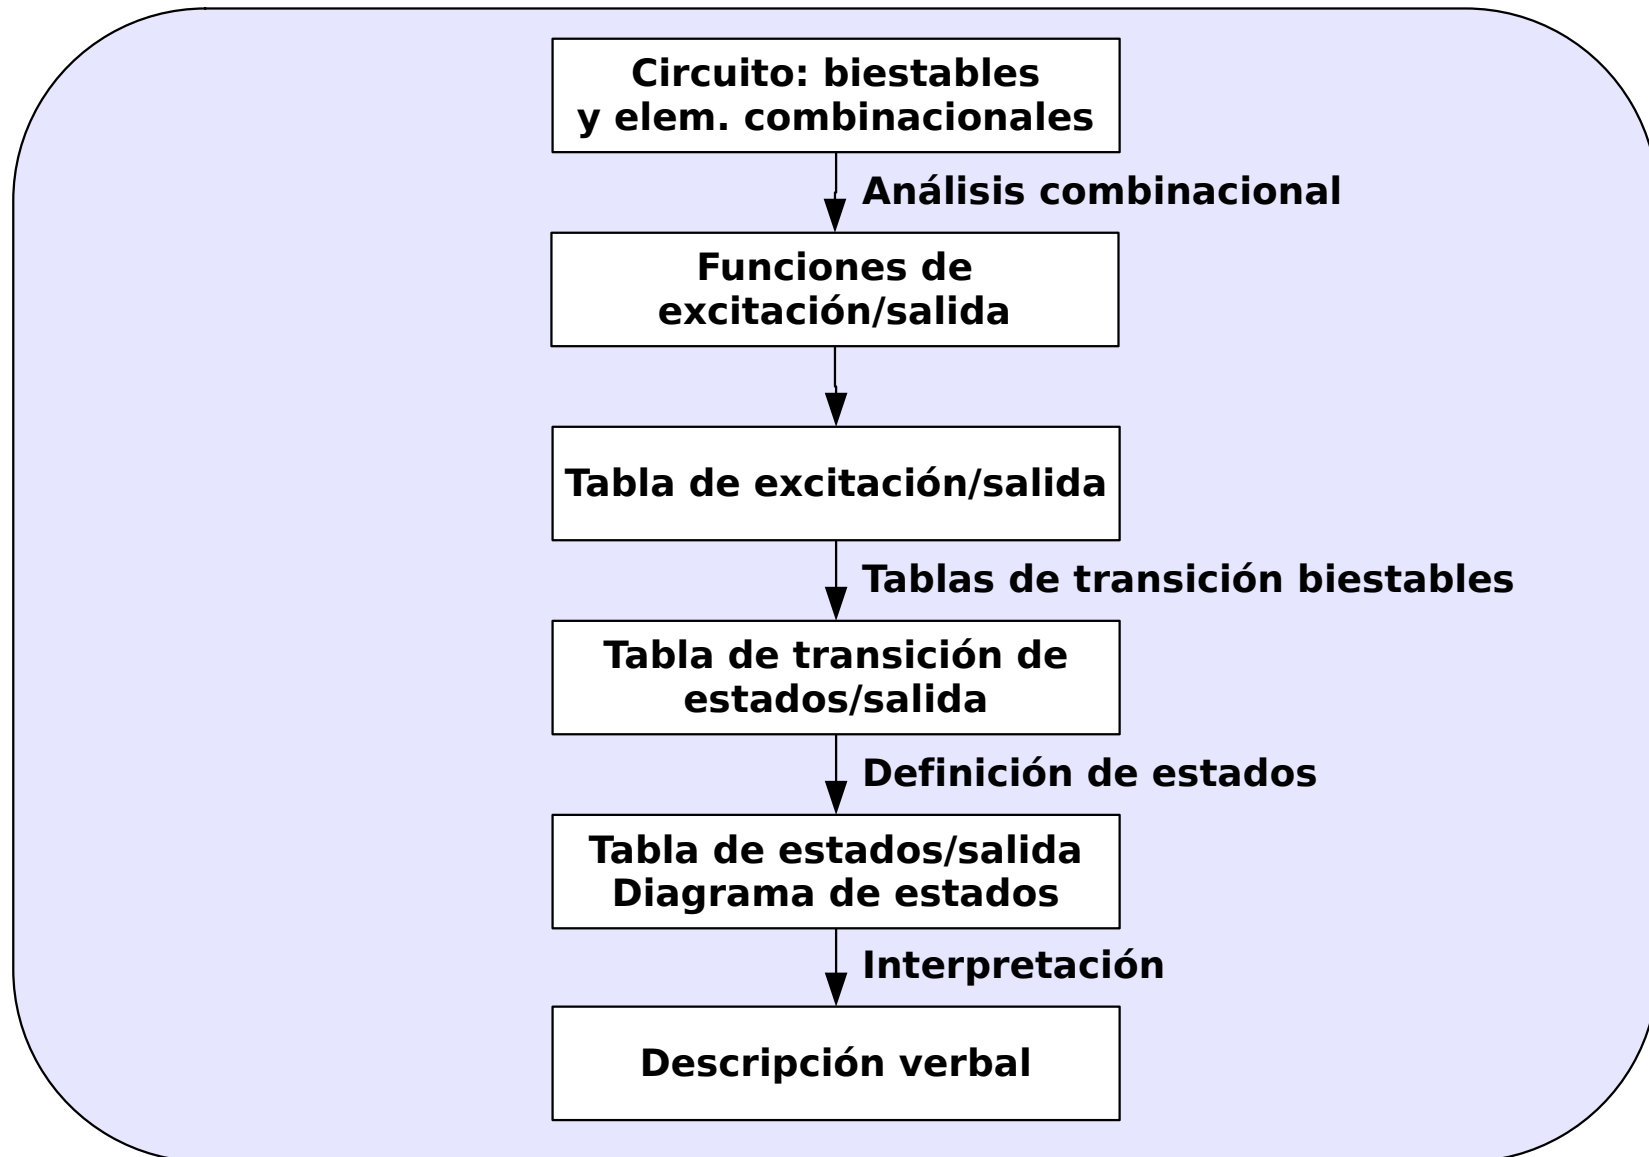 Circuito: biestables
y elem. combinacionales
Análisis combinacional
Funciones de
excitación/salida
Tabla de excitación/salida
Tablas de transición biestables
Tabla de transición de
estados/salida
Definición de estados
Tabla de estados/salida
Diagrama de estados
Interpretación
Descripción verbal